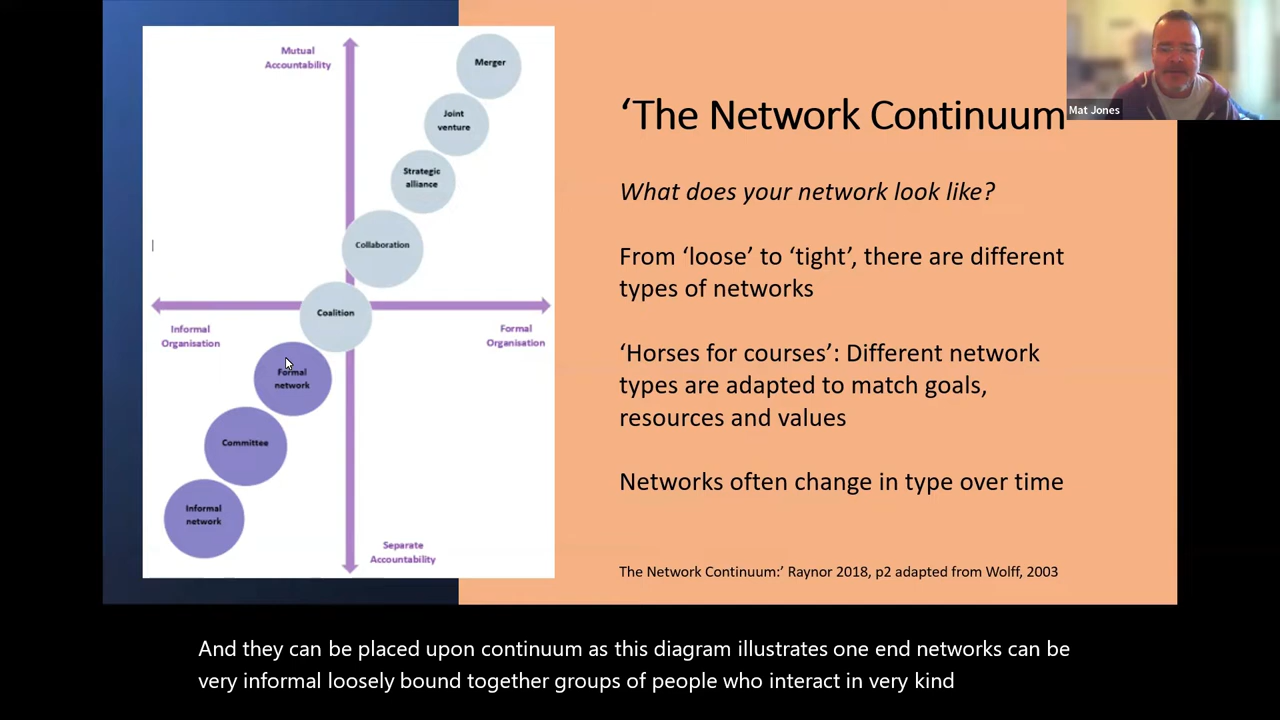 Mutual
Accountability
Merger
Joint
venture
Strategic
alliance
Collaboration
Coalition
Informal
Organisation
Formal
Organisation
Formal
network
Committee
Informal
network
Separate
Accountability
‘The Network Continuum
What does your network look like?
From ‘loose’ to ‘tight’, there are different
types of networks
‘Horses for courses’: Different network
types are adapted to match goals,
resources and values
Networks often change in type over time
The Network Continuum:’ Raynor 2018, p2 adapted from Wolff, 2003
Mat Jones
And they can be placed upon continuum as this diagram illustrates one end networks can be
very informal loosely bound together groups of people who interact in very kind